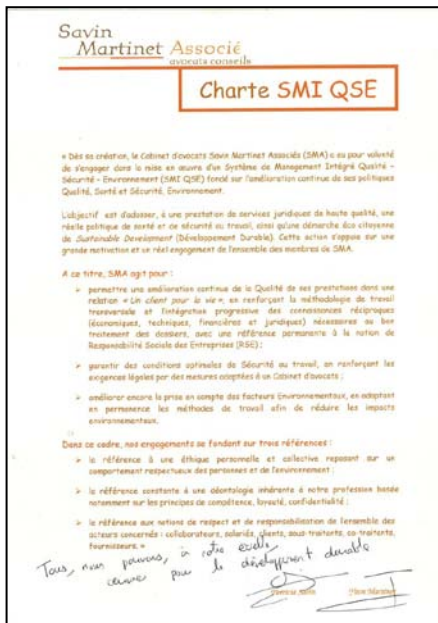 Savin
Martinet Associé
avocats conseils
Charte SMI QSE
« Dès sa création, le Cabinet d'avocats Savin Martinet Associés (SMA) a eu pour volonté
de s'engager dans la mise en œuvre d'un Système de Management Intégré Qualité –
Sécurité – Environnement (SMI QSE) fondé sur l'amélioration continue de ses politiques
Qualité, Santé et Sécurité, Environnement.
L'objectif est d'adosser, à une prestation de services juridiques de haute qualité, une
réelle politique de santé et de sécurité au travail, ainsi qu'une démarche éco citoyenne
de Sustainable Development (Développement Durable). Cette action s'appuie sur une
grande motivation et un réel engagement de l'ensemble des membres de SMA.
A ce titre, SMA agit pour :
➢ permettre une amélioration continue de la Qualité de ses prestations dans une
relation « Un client pour la vie », en renforçant la méthodologie de travail
transversale et l'intégration progressive des connaissances réciproques
(économiques, techniques, financières et juridiques) nécessaires au bon
traitement des dossiers, avec une référence permanente à la notion de
Responsabilité Sociale des Entreprises (RSE) ;
➢ garantir des conditions optimales de Sécurité au travail, en renforçant les
exigences légales par des mesures adaptées à un Cabinet d'avocats ;
➢ améliorer encore la prise en compte des facteurs Environnementaux, en adaptant
en permanence les méthodes de travail afin de réduire les impacts
environnementaux.
Dans ce cadre, nos engagements se fondent sur trois références :
➢ la référence à une éthique personnelle et collective reposant sur un
comportement respectueux des personnes et de l'environnement ;
➢ la référence constante à une déontologie inhérente à notre profession basée
notamment sur les principes de compétence, loyauté, confidentialité ;
➢ la référence aux notions de respect et de responsabilisation de l'ensemble des
acteurs concernés : collaborateurs, salariés, clients, sous-traitants, co-traitants,
fournisseurs. »
Tous, nous pouvons, à notre échelle,
œuvrer pour le développement durable
Patricia Savin Yvon Martinet